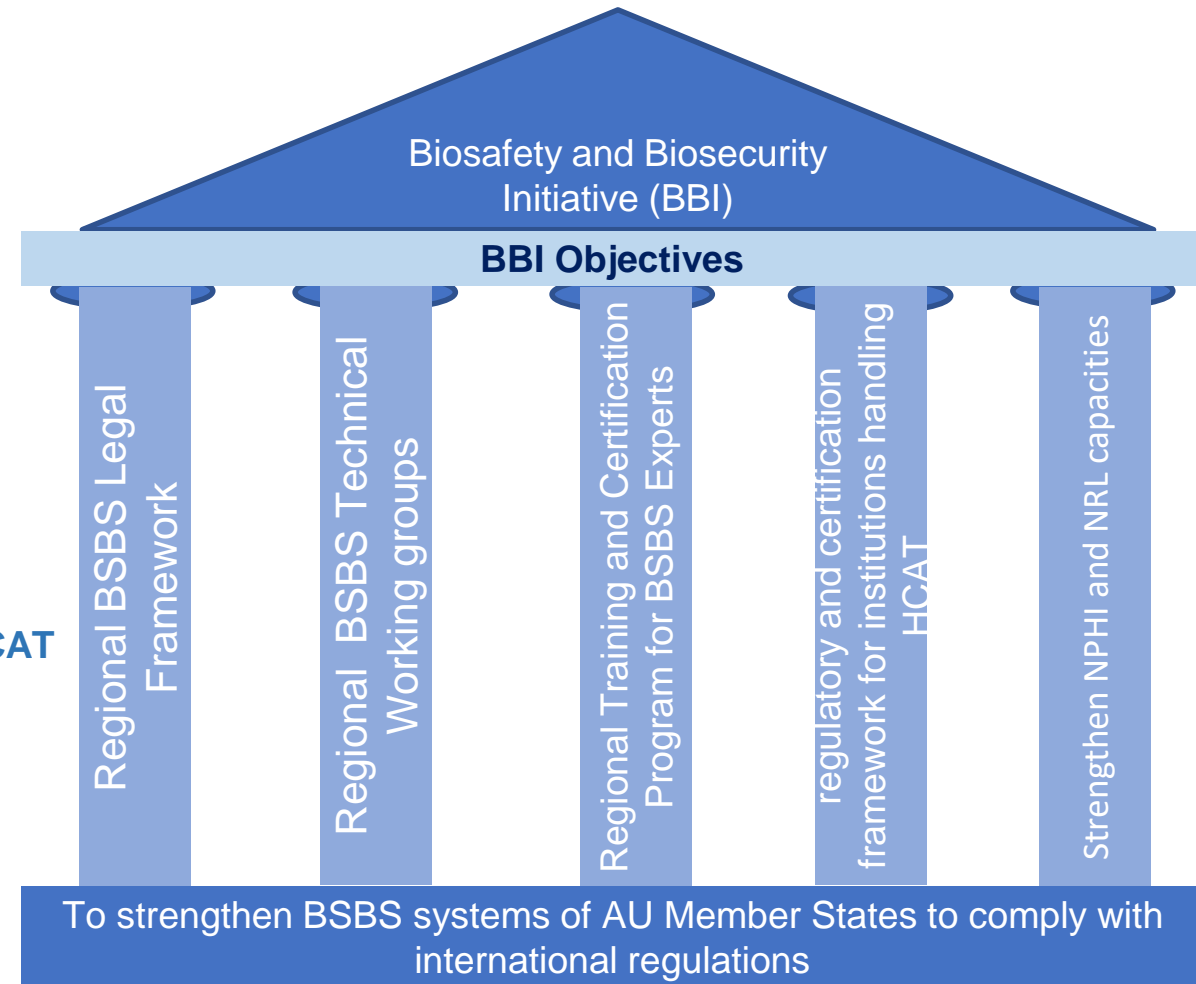 Biosafety and Biosecurity
Initiative (BBI)
BBI Objectives
Regional BSBS Legal
Framework
Regional BSBS Technical
Working groups
Regional Training and Certification
Program for BSBS Experts
regulatory and certification
framework for institutions handling
HCAT
Strengthen NPHI and NRL capacities
To strengthen BSBS systems of AU Member States to comply with
international regulations